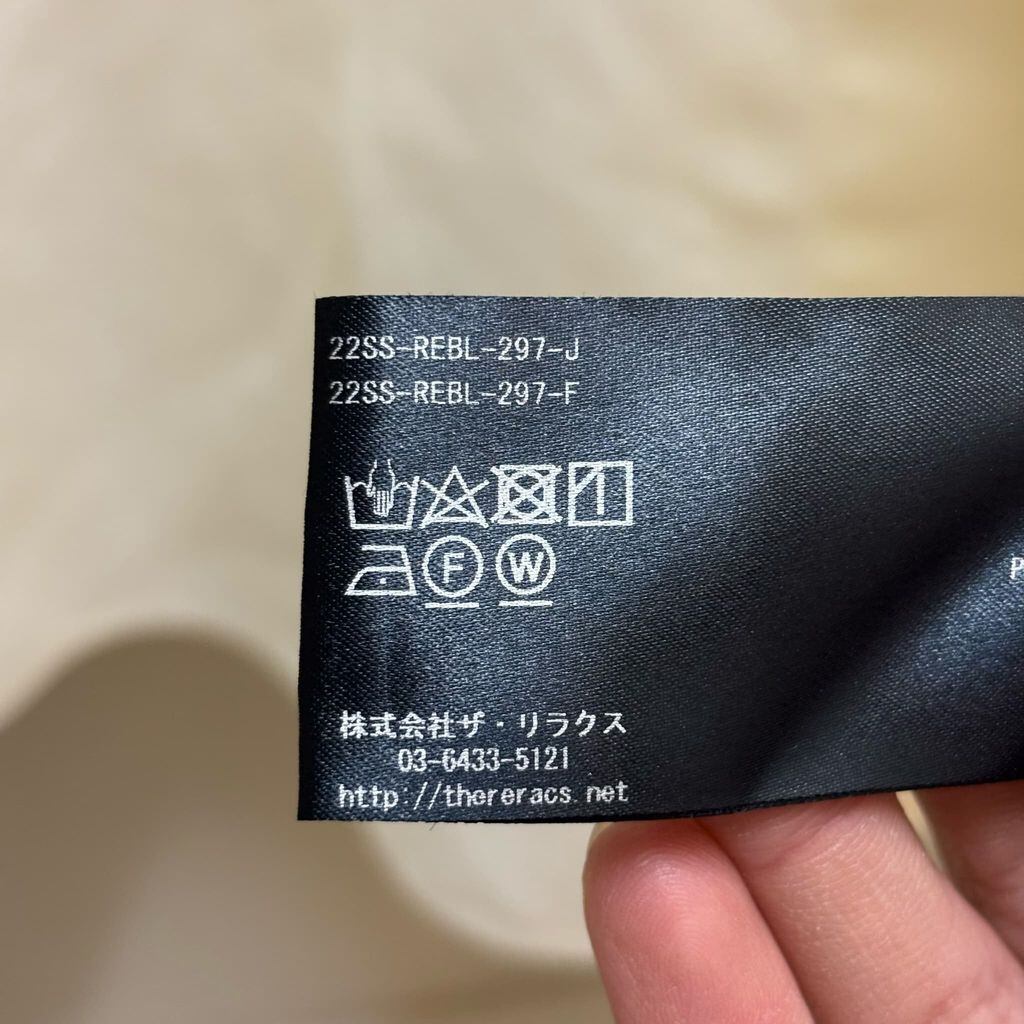 22SS-REBL-297-J
22SS-REBL-297-F
F W
株式会社ザ・リラクス
03-6433-5121
http://thereracs.net
P